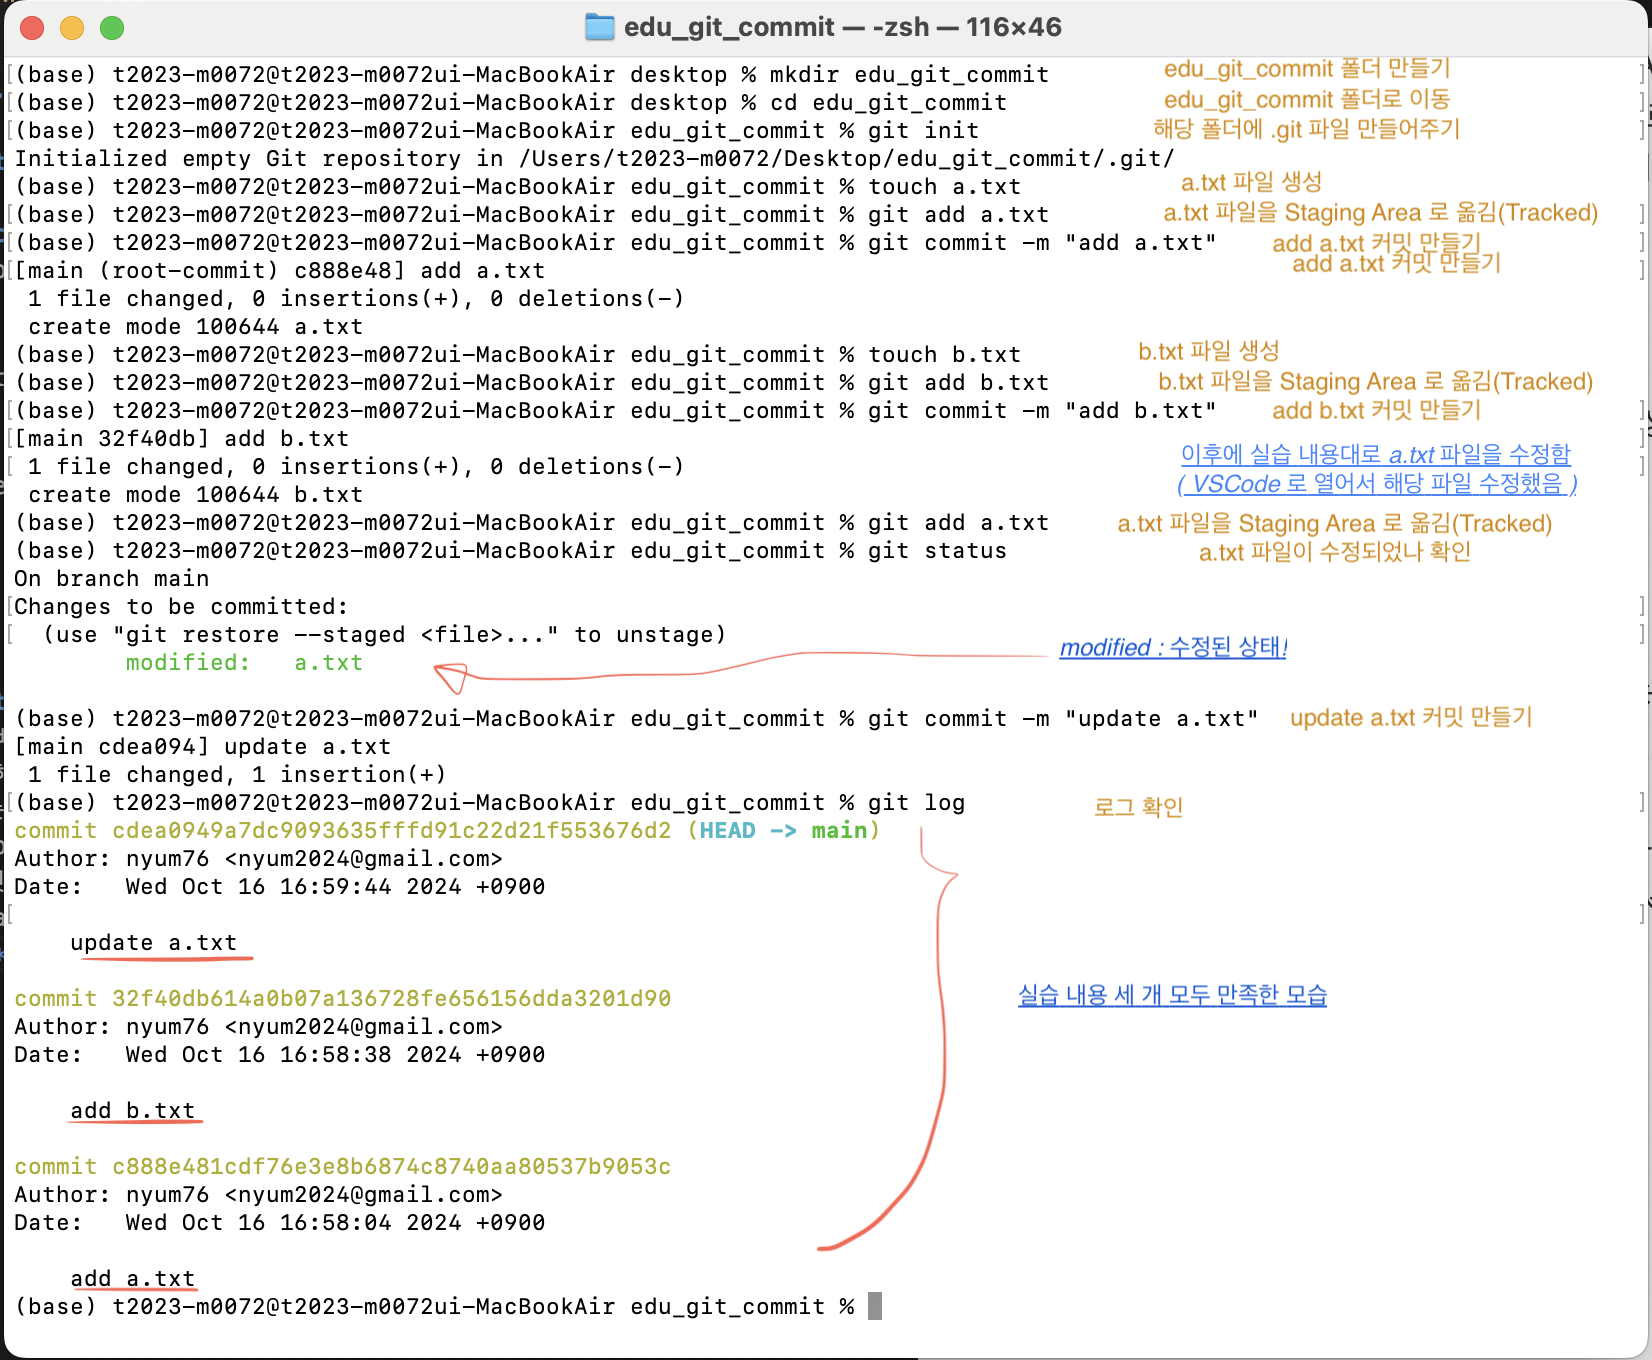 edu_git_commit — -zsh — 116×46
(base) t2023-m0072@t2023-m0072ui-MacBookAir desktop % mkdir edu_git_commit edu_git_commit 폴더 만들기
(base) t2023-m0072@t2023-m0072ui-MacBookAir desktop % cd edu_git_commit edu_git_commit 폴더로 이동
(base) t2023-m0072@t2023-m0072ui-MacBookAir edu_git_commit % git init 해당 폴더에 .git 파일 만들어주기
Initialized empty Git repository in /Users/t2023-m0072/Desktop/edu_git_commit/.git/
(base) t2023-m0072@t2023-m0072ui-MacBookAir edu_git_commit % touch a.txt a.txt 파일 생성
(base) t2023-m0072@t2023-m0072ui-MacBookAir edu_git_commit % git add a.txt a.txt 파일을 Staging Area 로 옮김(Tracked)
(base) t2023-m0072@t2023-m0072ui-MacBookAir edu_git_commit % git commit -m "add a.txt" add a.txt 커밋 만들기
[main (root-commit) c888e48] add a.txt add a.txt 커밋 만들기
1 file changed, 0 insertions(+), 0 deletions(-)
create mode 100644 a.txt
(base) t2023-m0072@t2023-m0072ui-MacBookAir edu_git_commit % touch b.txt b.txt 파일 생성
(base) t2023-m0072@t2023-m0072ui-MacBookAir edu_git_commit % git add b.txt b.txt 파일을 Staging Area 로 옮김(Tracked)
(base) t2023-m0072@t2023-m0072ui-MacBookAir edu_git_commit % git commit -m "add b.txt" add b.txt 커밋 만들기
[main 32f40db] add b.txt
이후에 실습 내용대로 a.txt 파일을 수정함
1 file changed, 0 insertions(+), 0 deletions(-)
( VSCode 로 열어서 해당 파일 수정했음 )
create mode 100644 b.txt
(base) t2023-m0072@t2023-m0072ui-MacBookAir edu_git_commit % git add a.txt a.txt 파일을 Staging Area 로 옮김(Tracked)
(base) t2023-m0072@t2023-m0072ui-MacBookAir edu_git_commit % git status a.txt 파일이 수정되었나 확인
On branch main
Changes to be committed:
(use "git restore --staged <file>..." to unstage)
modified : 수정된 상태!
modified: a.txt
(base) t2023-m0072@t2023-m0072ui-MacBookAir edu_git_commit % git commit -m "update a.txt" update a.txt 커밋 만들기
[main cdea094] update a.txt
1 file changed, 1 insertion(+)
(base) t2023-m0072@t2023-m0072ui-MacBookAir edu_git_commit % git log 로그 확인
commit cdea0949a7dc9093635fffd91c22d21f553676d2 (HEAD -> main)
Author: nyum76 <nyum2024@gmail.com>
Date: Wed Oct 16 16:59:44 2024 +0900
update a.txt
commit 32f40db614a0b07a136728fe656156dda3201d90 실습 내용 세 개 모두 만족한 모습
Author: nyum76 <nyum2024@gmail.com>
Date: Wed Oct 16 16:58:38 2024 +0900
add b.txt
commit c888e481cdf76e3e8b6874c8740aa80537b9053c
Author: nyum76 <nyum2024@gmail.com>
Date: Wed Oct 16 16:58:04 2024 +0900
add a.txt
(base) t2023-m0072@t2023-m0072ui-MacBookAir edu_git_commit %